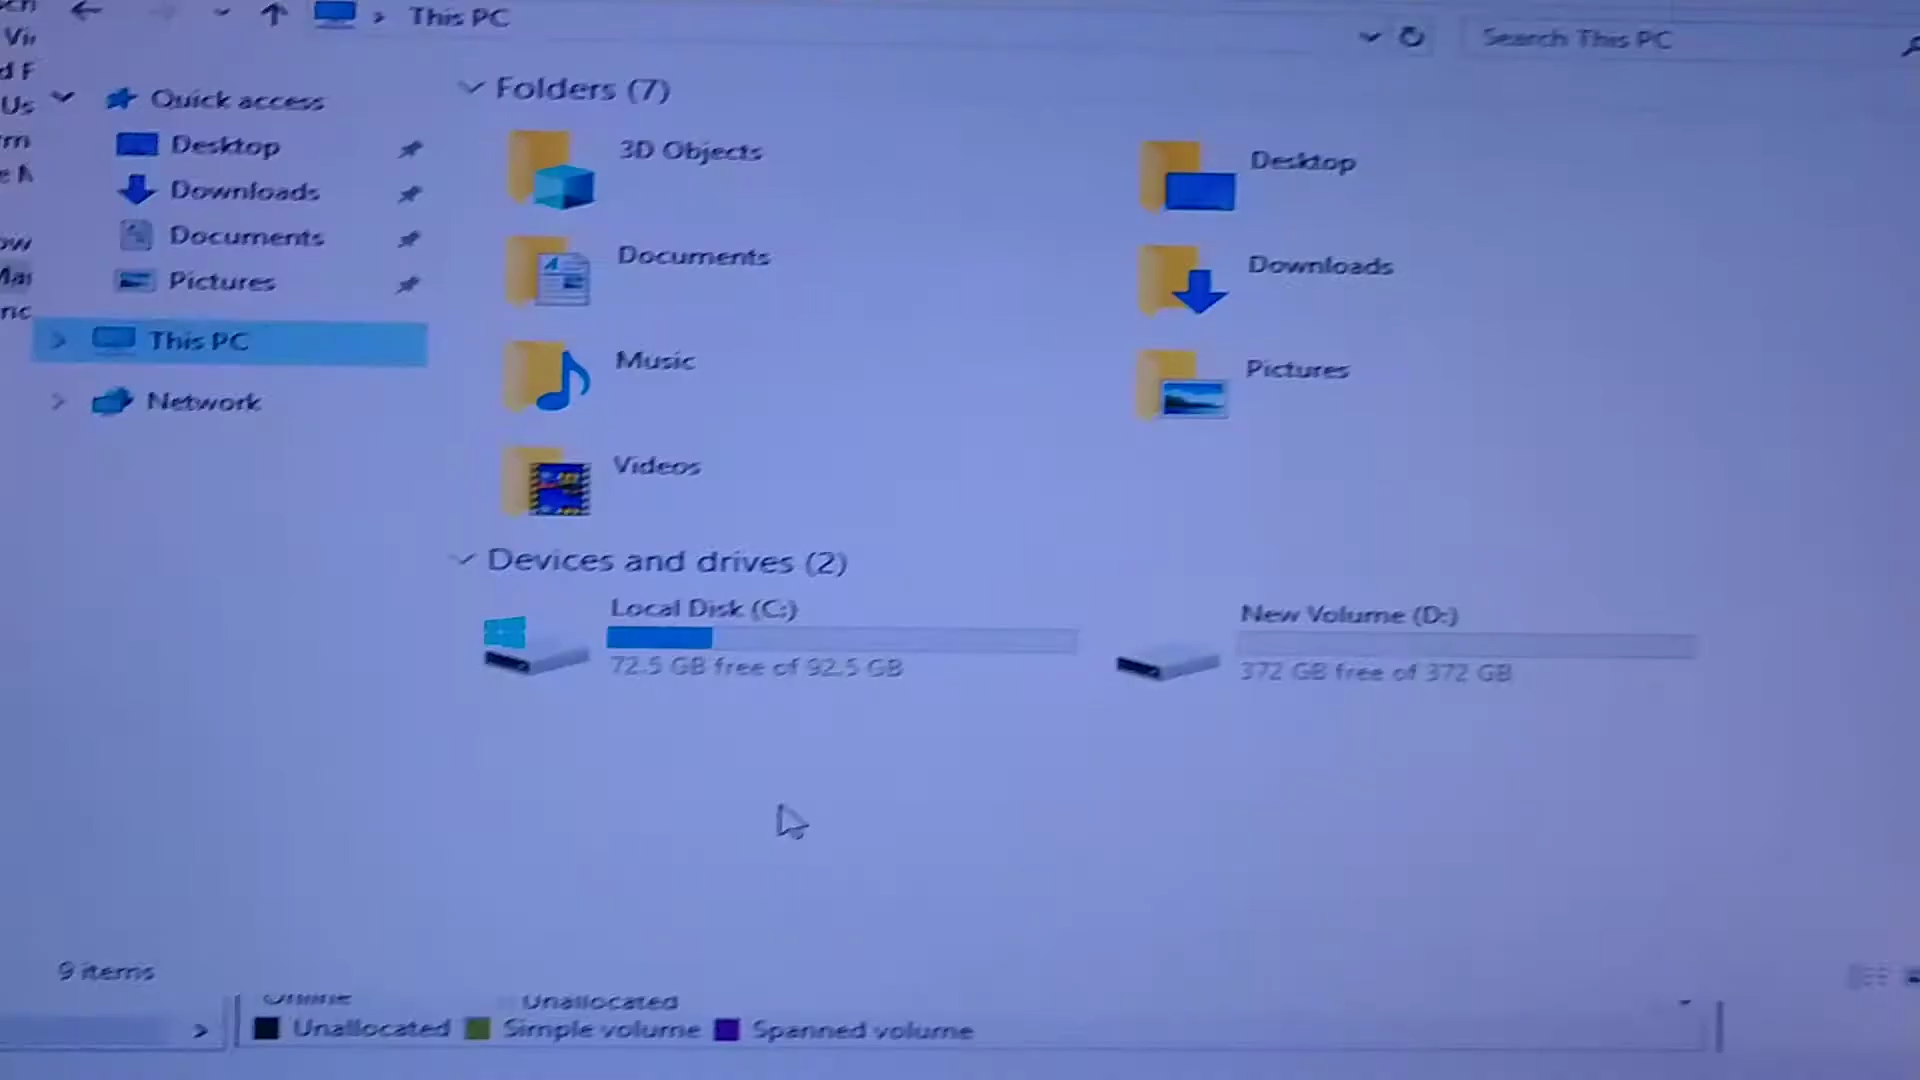 This PC
Search This PC
Quick access
Desktop
Downloads
Documents
Pictures
This PC
Network
Folders (7)
3D Objects
Desktop
Documents
Downloads
Music
Pictures
Videos
Devices and drives (2)
Local Disk (C:)
72.5 GB free of 92.5 GB
New Volume (D:)
372 GB free of 372 GB
9 items
Online
Unallocated
Unallocated Simple volume Spanned volume